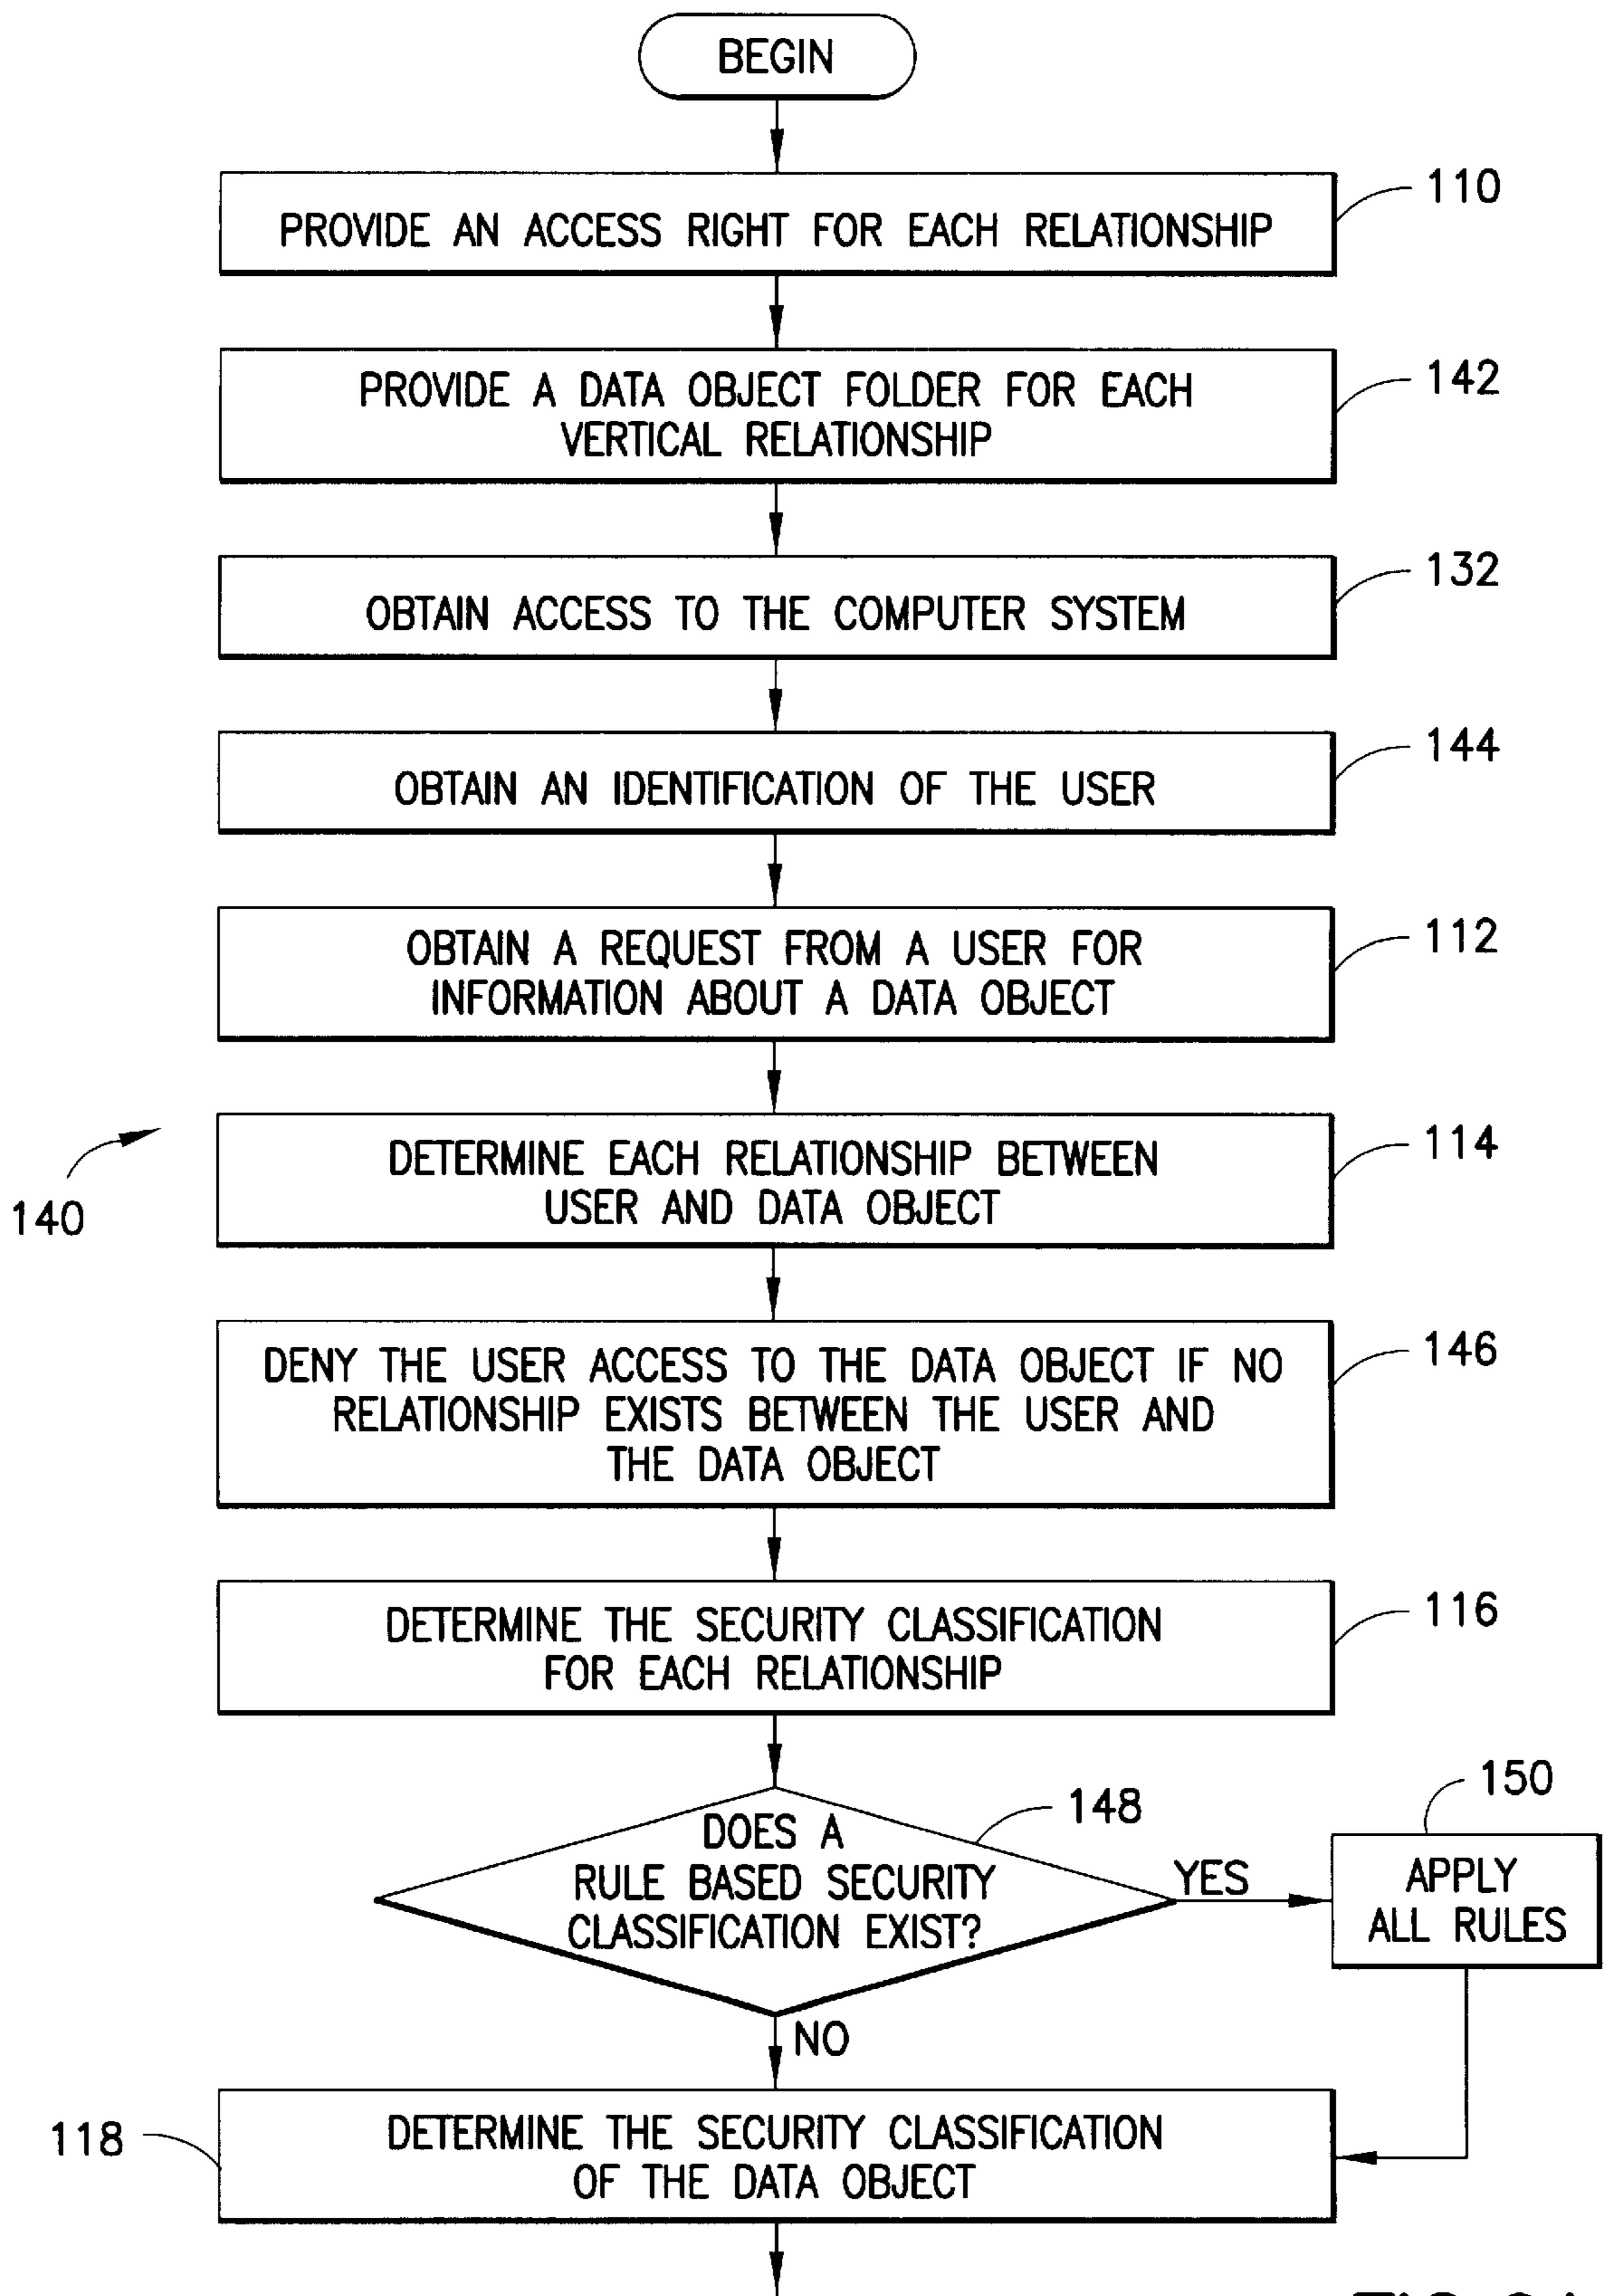 BEGIN
PROVIDE AN ACCESS RIGHT FOR EACH RELATIONSHIP
110
PROVIDE A DATA OBJECT FOLDER FOR EACH
VERTICAL RELATIONSHIP
142
OBTAIN ACCESS TO THE COMPUTER SYSTEM
132
OBTAIN AN IDENTIFICATION OF THE USER
144
OBTAIN A REQUEST FROM A USER FOR
INFORMATION ABOUT A DATA OBJECT
112
DETERMINE EACH RELATIONSHIP BETWEEN
USER AND DATA OBJECT
114
140
DENY THE USER ACCESS TO THE DATA OBJECT IF NO
RELATIONSHIP EXISTS BETWEEN THE USER AND
THE DATA OBJECT
146
DETERMINE THE SECURITY CLASSIFICATION
FOR EACH RELATIONSHIP
116
DOES A
RULE BASED SECURITY
CLASSIFICATION EXIST?
148
YES
150
APPLY
ALL RULES
NO
DETERMINE THE SECURITY CLASSIFICATION
OF THE DATA OBJECT
118